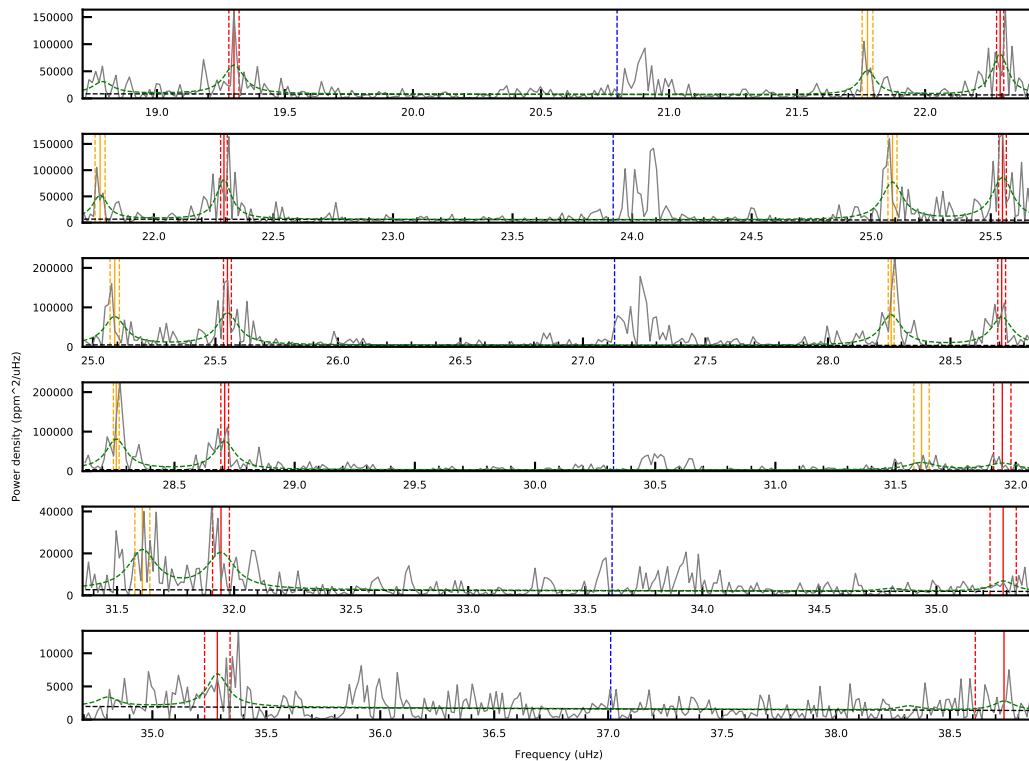 150000
100000
50000
0
19.0 19.5 20.0 20.5 21.0 21.5 22.0
150000
100000
50000
0
22.0 22.5 23.0 23.5 24.0 24.5 25.0 25.5
200000
100000
0
25.0 25.5 26.0 26.5 27.0 27.5 28.0 28.5
Power density (ppm^2/uHz)
200000
100000
0
28.5 29.0 29.5 30.0 30.5 31.0 31.5 32.0
40000
20000
0
31.5 32.0 32.5 33.0 33.5 34.0 34.5 35.0
10000
5000
0
35.0 35.5 36.0 36.5 37.0 37.5 38.0 38.5
Frequency (uHz)